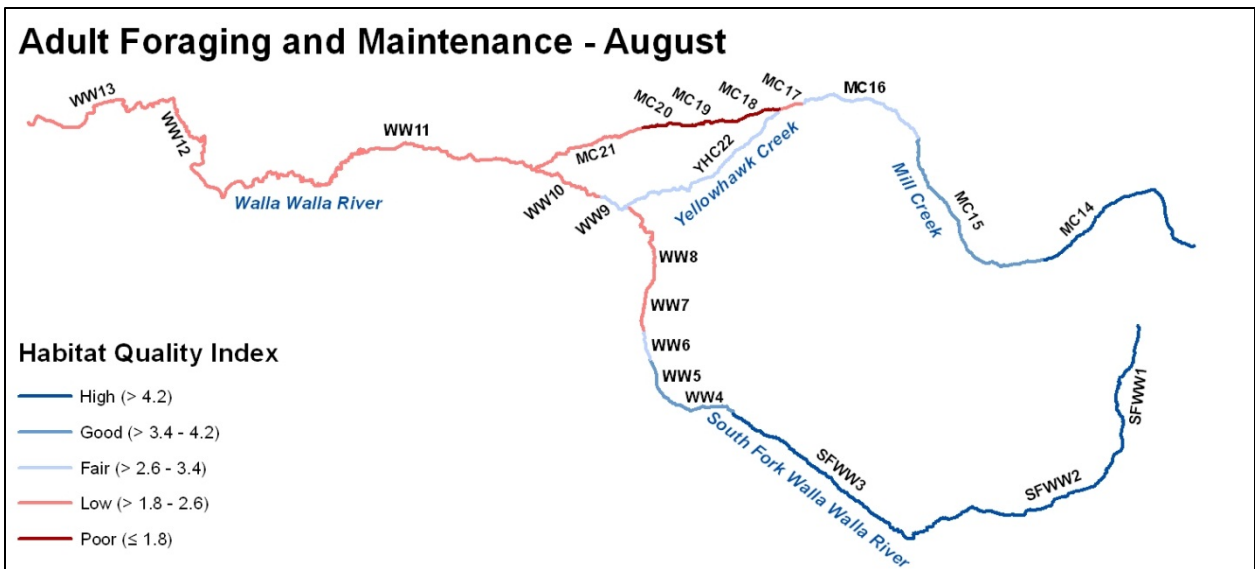 Adult Foraging and Maintenance - August
WW13
WW12
WW11
Walla Walla River
MC21
MC20
MC19
MC18
MC17
MC16
YHC22
Yellowhawk Creek
Mill Creek
MC15
MC14
WW10
WW9
WW8
WW7
WW6
WW5
WW4
South Fork Walla Walla River
SFWW3
SFWW2
SFWW1
Habitat Quality Index
High (> 4.2)
Good (> 3.4 - 4.2)
Fair (> 2.6 - 3.4)
Low (> 1.8 - 2.6)
Poor (≤ 1.8)